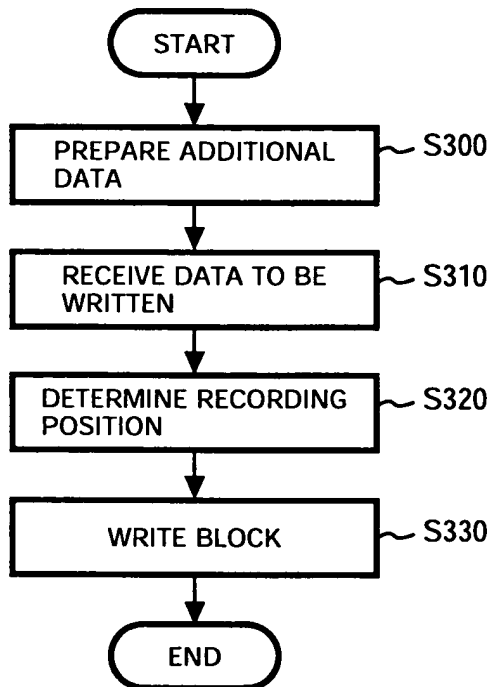 START
PREPARE ADDITIONAL
DATA
S300
RECEIVE DATA TO BE
WRITTEN
S310
DETERMINE RECORDING
POSITION
S320
WRITE BLOCK
S330
END